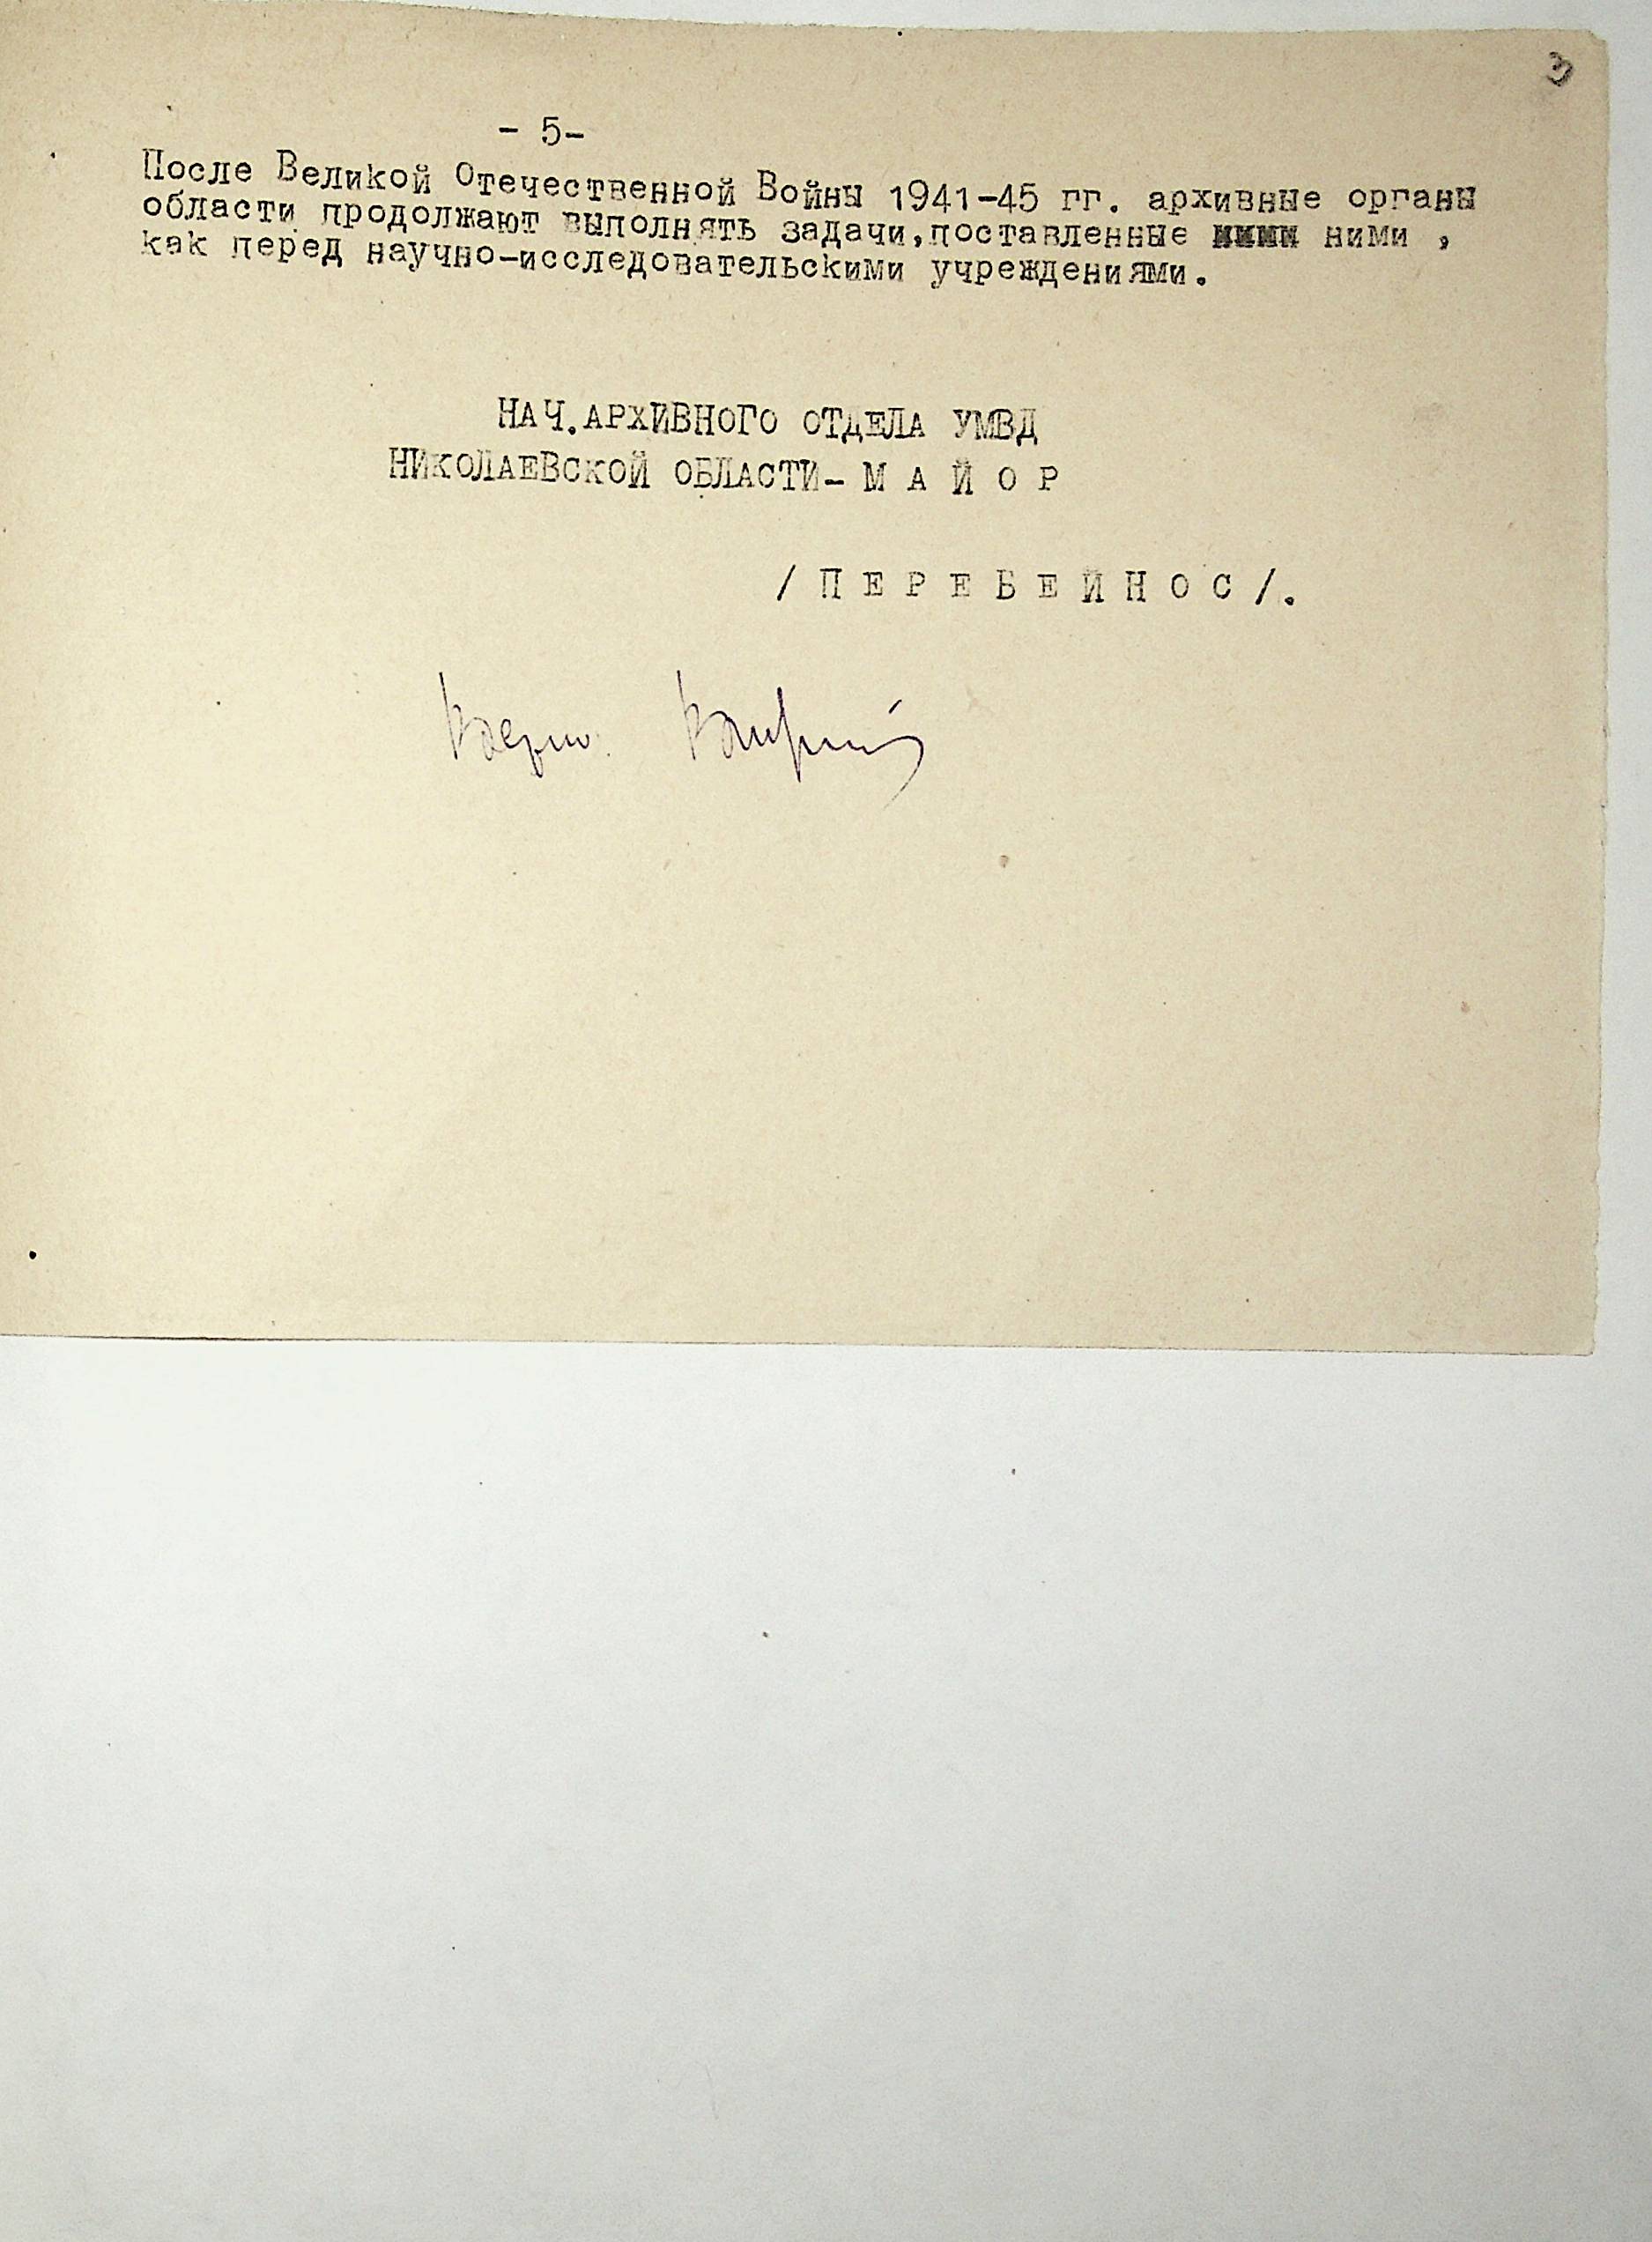 3
- 5-
После Великой Отечественной Войны 1941-45 гг. архивные органы
области продолжают выполнять задачи,поставленные ними ,
как перед научно-исследовательскими учреждениями.
НАЧ.АРХИВНОГО ОТДЕЛА УМВД
НИКОЛАЕВСКОЙ ОБЛАСТИ- М А Й О Р
/ П Е Р Е Б Е Й Н О С /.
Верно: